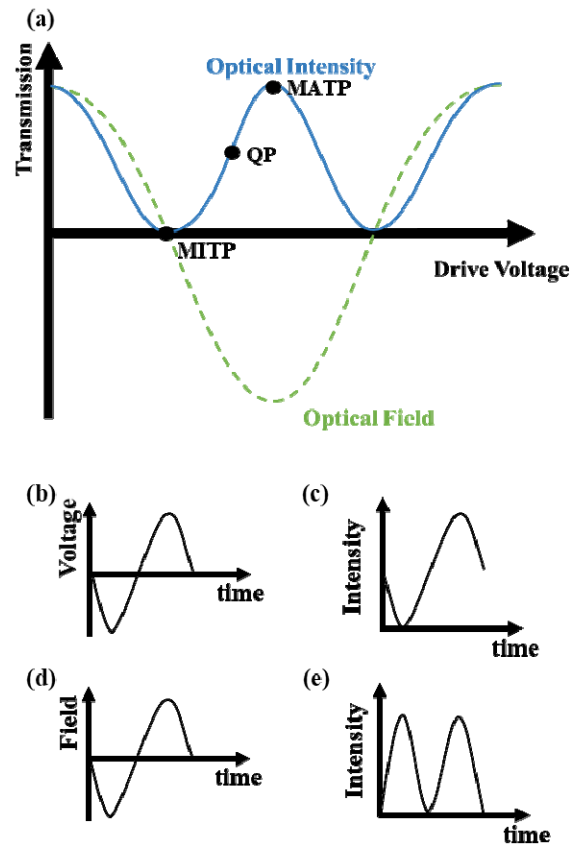 (a)
Optical Intensity
MATP
Transmission
QP
MITP
Drive Voltage
Optical Field
(b)
Voltage
time
(c)
Intensity
time
(d)
Field
time
(e)
Intensity
time